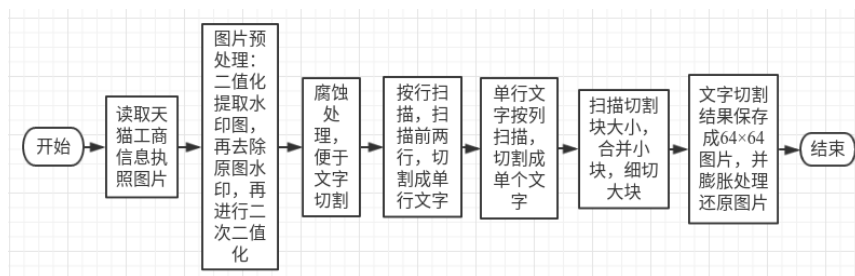 开始
读取天
猫工商
信息执
照图片
图片预
处理：
二值化
提取水
印图，
再去除
原图水
印，再
进行二
次二值
化
腐蚀
处
理，
便于
文字
切割
按行扫
描，扫
描前两
行，切
割成单
行文字
单行文
字按列
扫描，
切割成
单个文
字
扫描切割
块大小，
合并小
块，细切
大块
文字切割
结果保存
成64×64
图片，并
膨胀处理
还原图片
结束